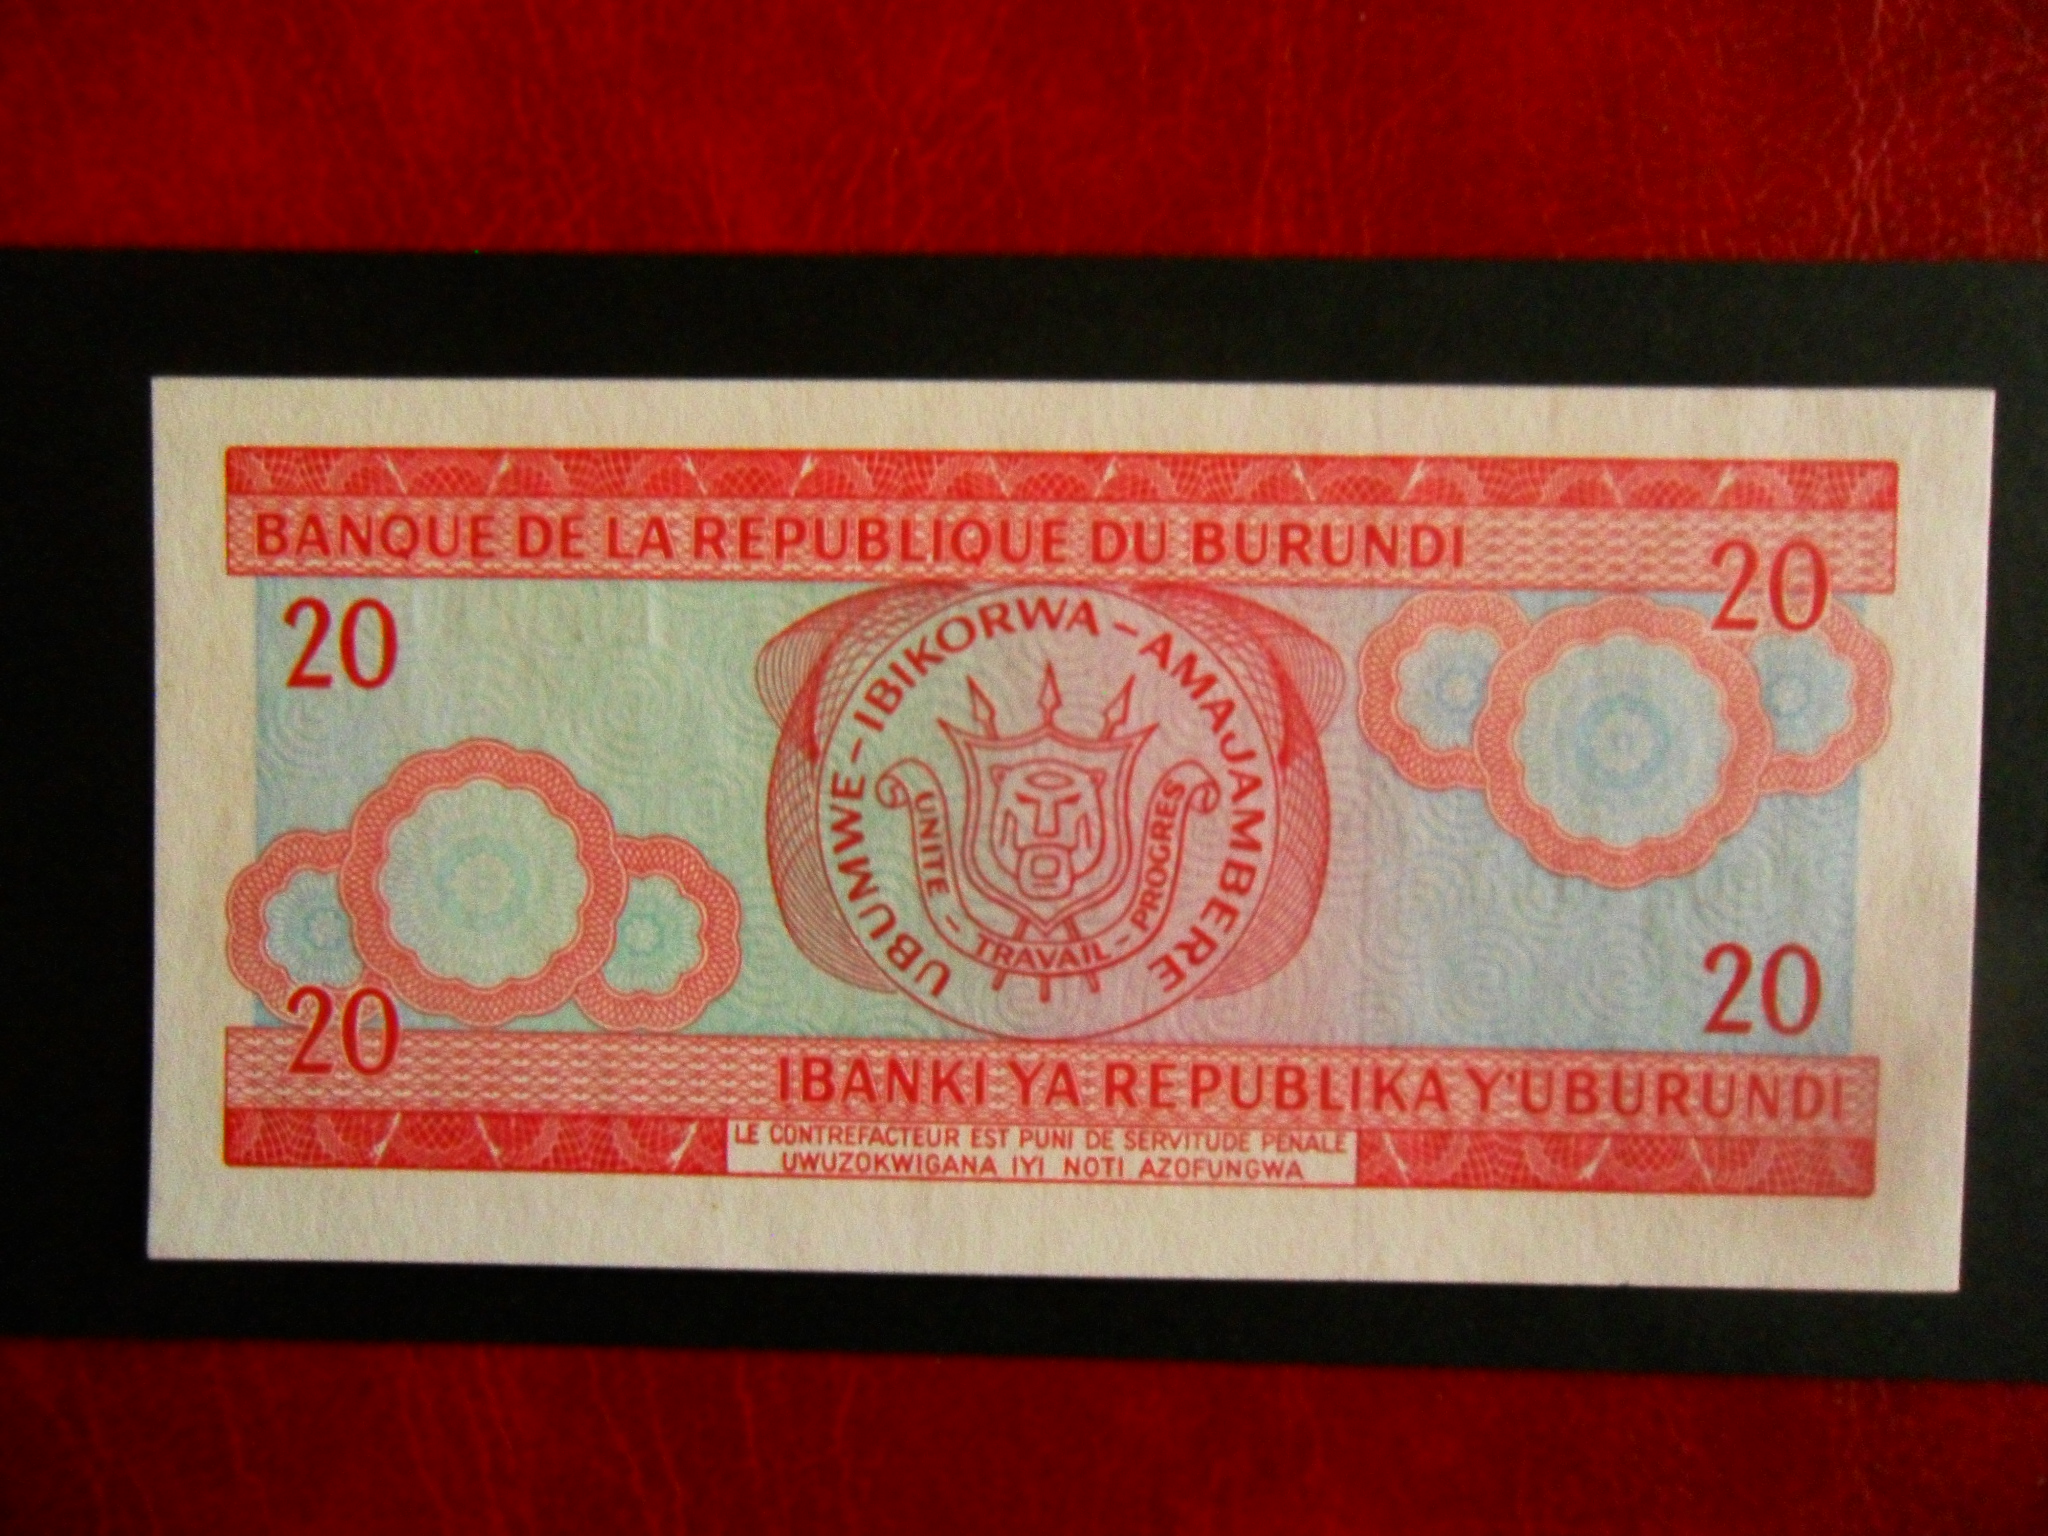 BANQUE DE LA REPUBLIQUE DU BURUNDI
20
20
UBUMWE-IBIKORWA-AMAJAMBERE
UNITE - TRAVAIL - PROGRES
20
20
IBANKI YA REPUBLIKA Y'UBURUNDI
LE CONTREFACTEUR EST PUNI DE SERVITUDE PENALE
UWUZOKWIGANA IYI NOTI AZOFUNGWA